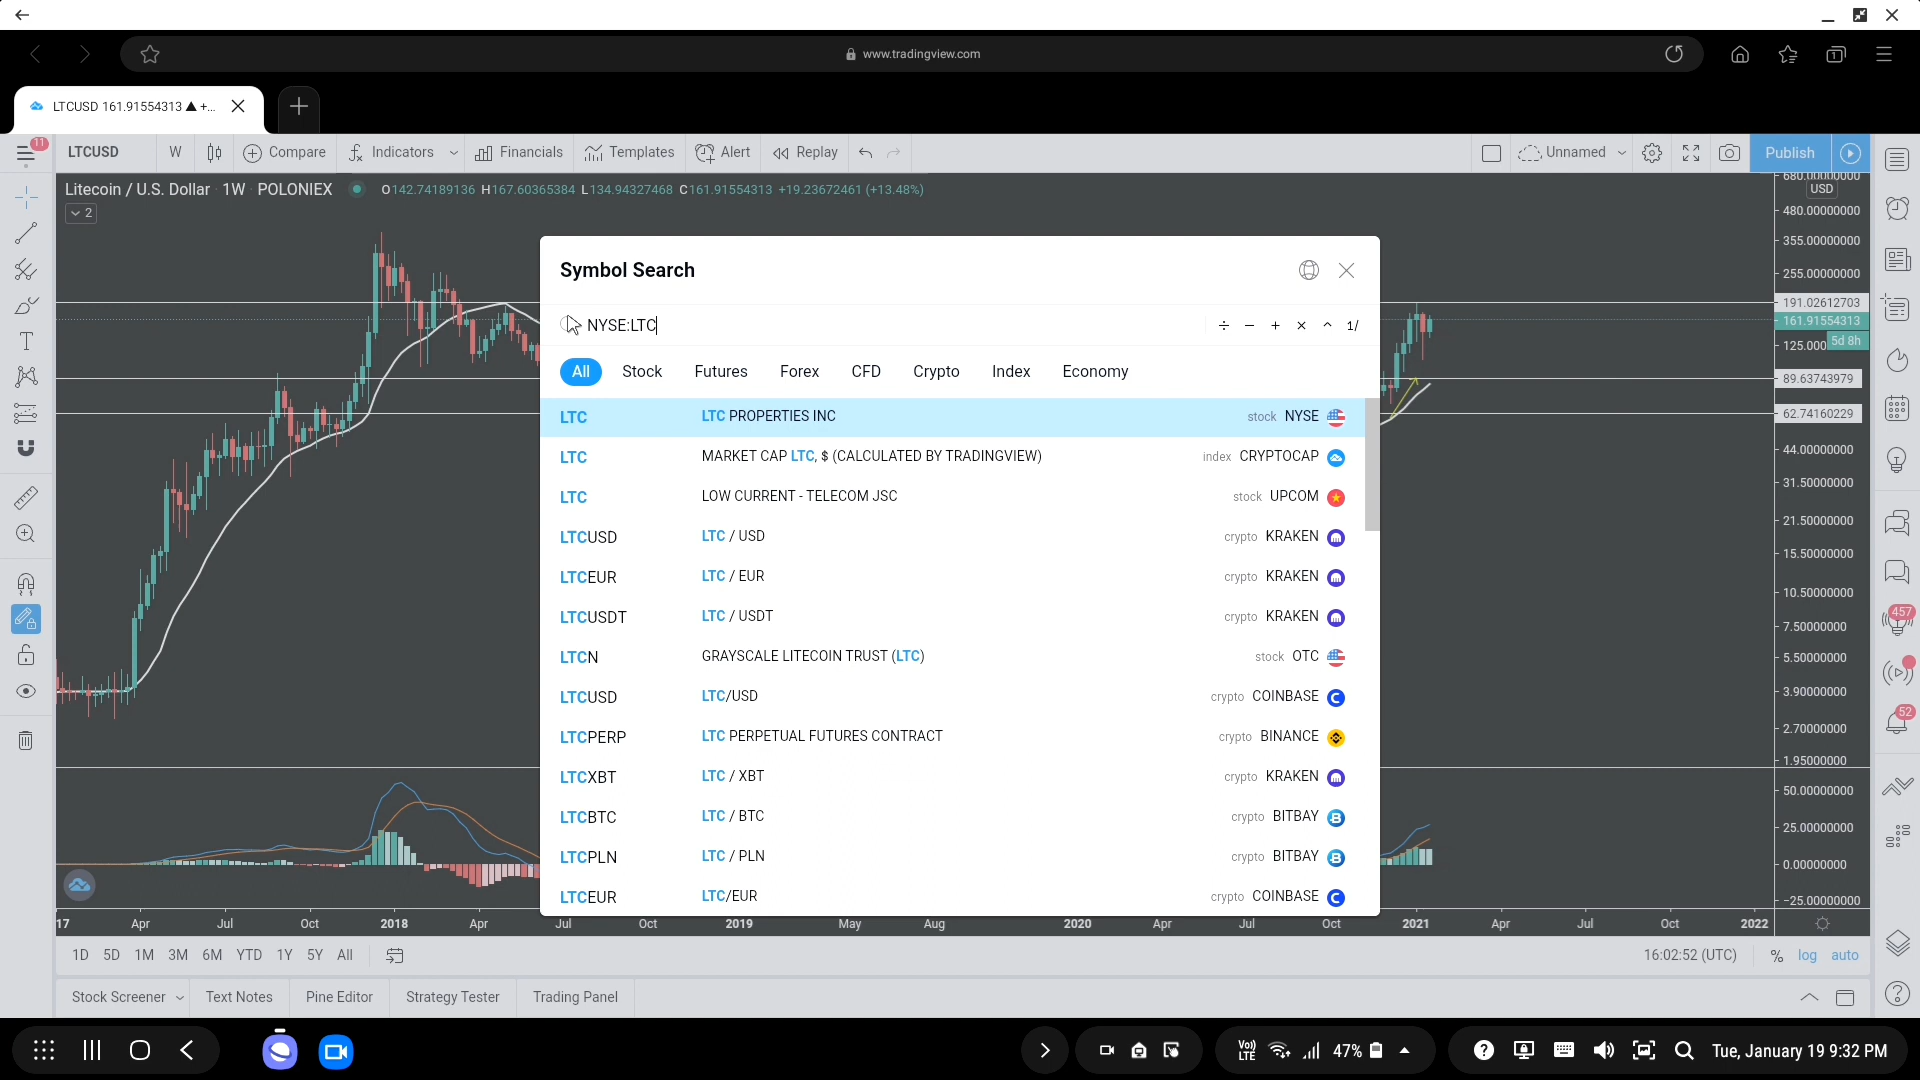 www.tradingview.com
1
LTCUSD 161.91554313 ▲ +...
11
LTCUSD
W
Compare
Indicators
Financials
Templates
Alert
Replay
Unnamed
Publish
Litecoin / U.S. Dollar · 1W · POLONIEX
O142.74189136 H167.60365384 L134.94327468 C161.91554313 +19.23672461 (+13.48%)
2
680.00000000
USD
480.00000000
355.00000000
255.00000000
191.02612703
161.91554313
5d 8h
125.000
89.63743979
62.74160229
44.00000000
31.50000000
21.50000000
15.50000000
10.50000000
7.50000000
5.50000000
3.90000000
2.70000000
1.95000000
50.00000000
25.00000000
0.00000000
-25.00000000
Symbol Search
NYSE:LTC
÷ − + × ^ 1/
All Stock Futures Forex CFD Crypto Index Economy
LTC LTC PROPERTIES INC stock NYSE
LTC MARKET CAP LTC, $ (CALCULATED BY TRADINGVIEW) index CRYPTOCAP
LTC LOW CURRENT - TELECOM JSC stock UPCOM
LTCUSD LTC / USD crypto KRAKEN
LTCEUR LTC / EUR crypto KRAKEN
LTCUSDT LTC / USDT crypto KRAKEN
LTCN GRAYSCALE LITECOIN TRUST (LTC) stock OTC
LTCUSD LTC/USD crypto COINBASE
LTCPERP LTC PERPETUAL FUTURES CONTRACT crypto BINANCE
LTCXBT LTC / XBT crypto KRAKEN
LTCBTC LTC / BTC crypto BITBAY
LTCPLN LTC / PLN crypto BITBAY
LTCEUR LTC/EUR crypto COINBASE
457
52
17 Apr Jul Oct 2018 Apr Jul Oct 2019 May Aug 2020 Apr Jul Oct 2021 Apr Jul Oct 2022
1D 5D 1M 3M 6M YTD 1Y 5Y All
16:02:52 (UTC) % log auto
Stock Screener Text Notes Pine Editor Strategy Tester Trading Panel
Vo) LTE 47% Tue, January 19 9:32 PM